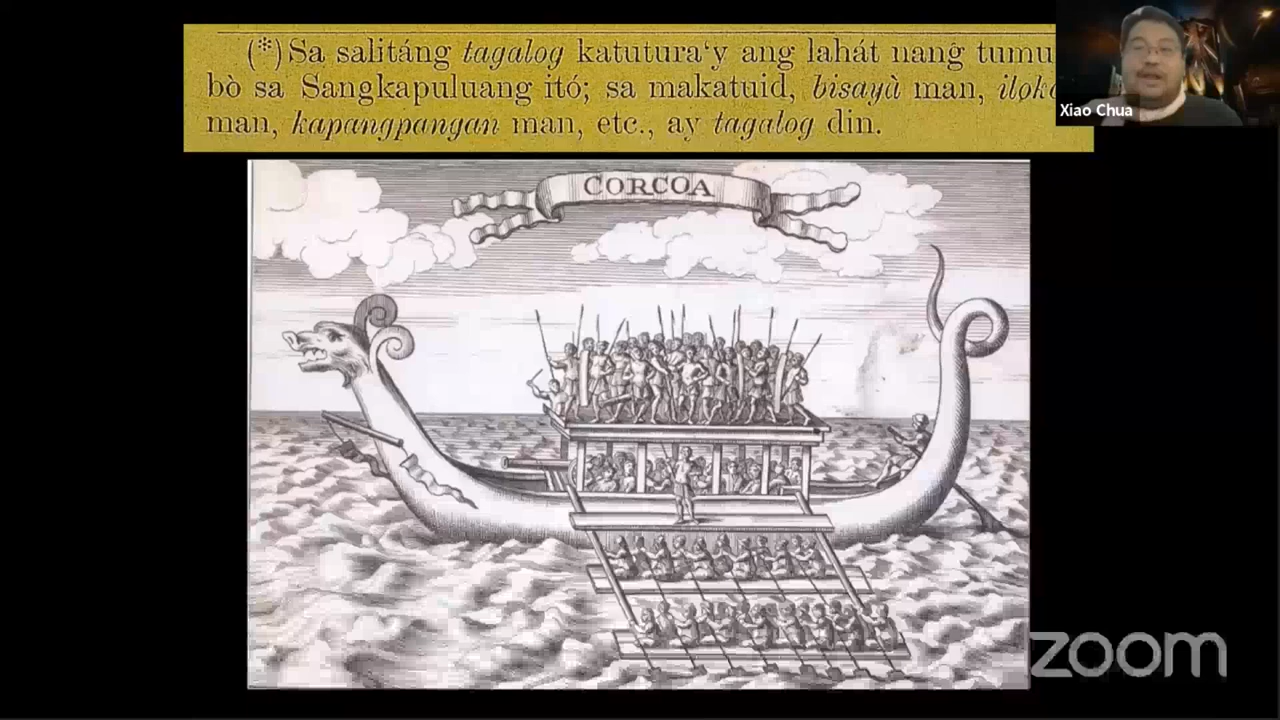 (*) Sa salitáng tagalog katutura‘y ang lahát nang̃ tumu
bò sa Sangkapuluang itó; sa makatuid, bisayà man,
man, kapangpangan man, etc., ay tagalog din.
Xiao Chua
CORCOA
zoom